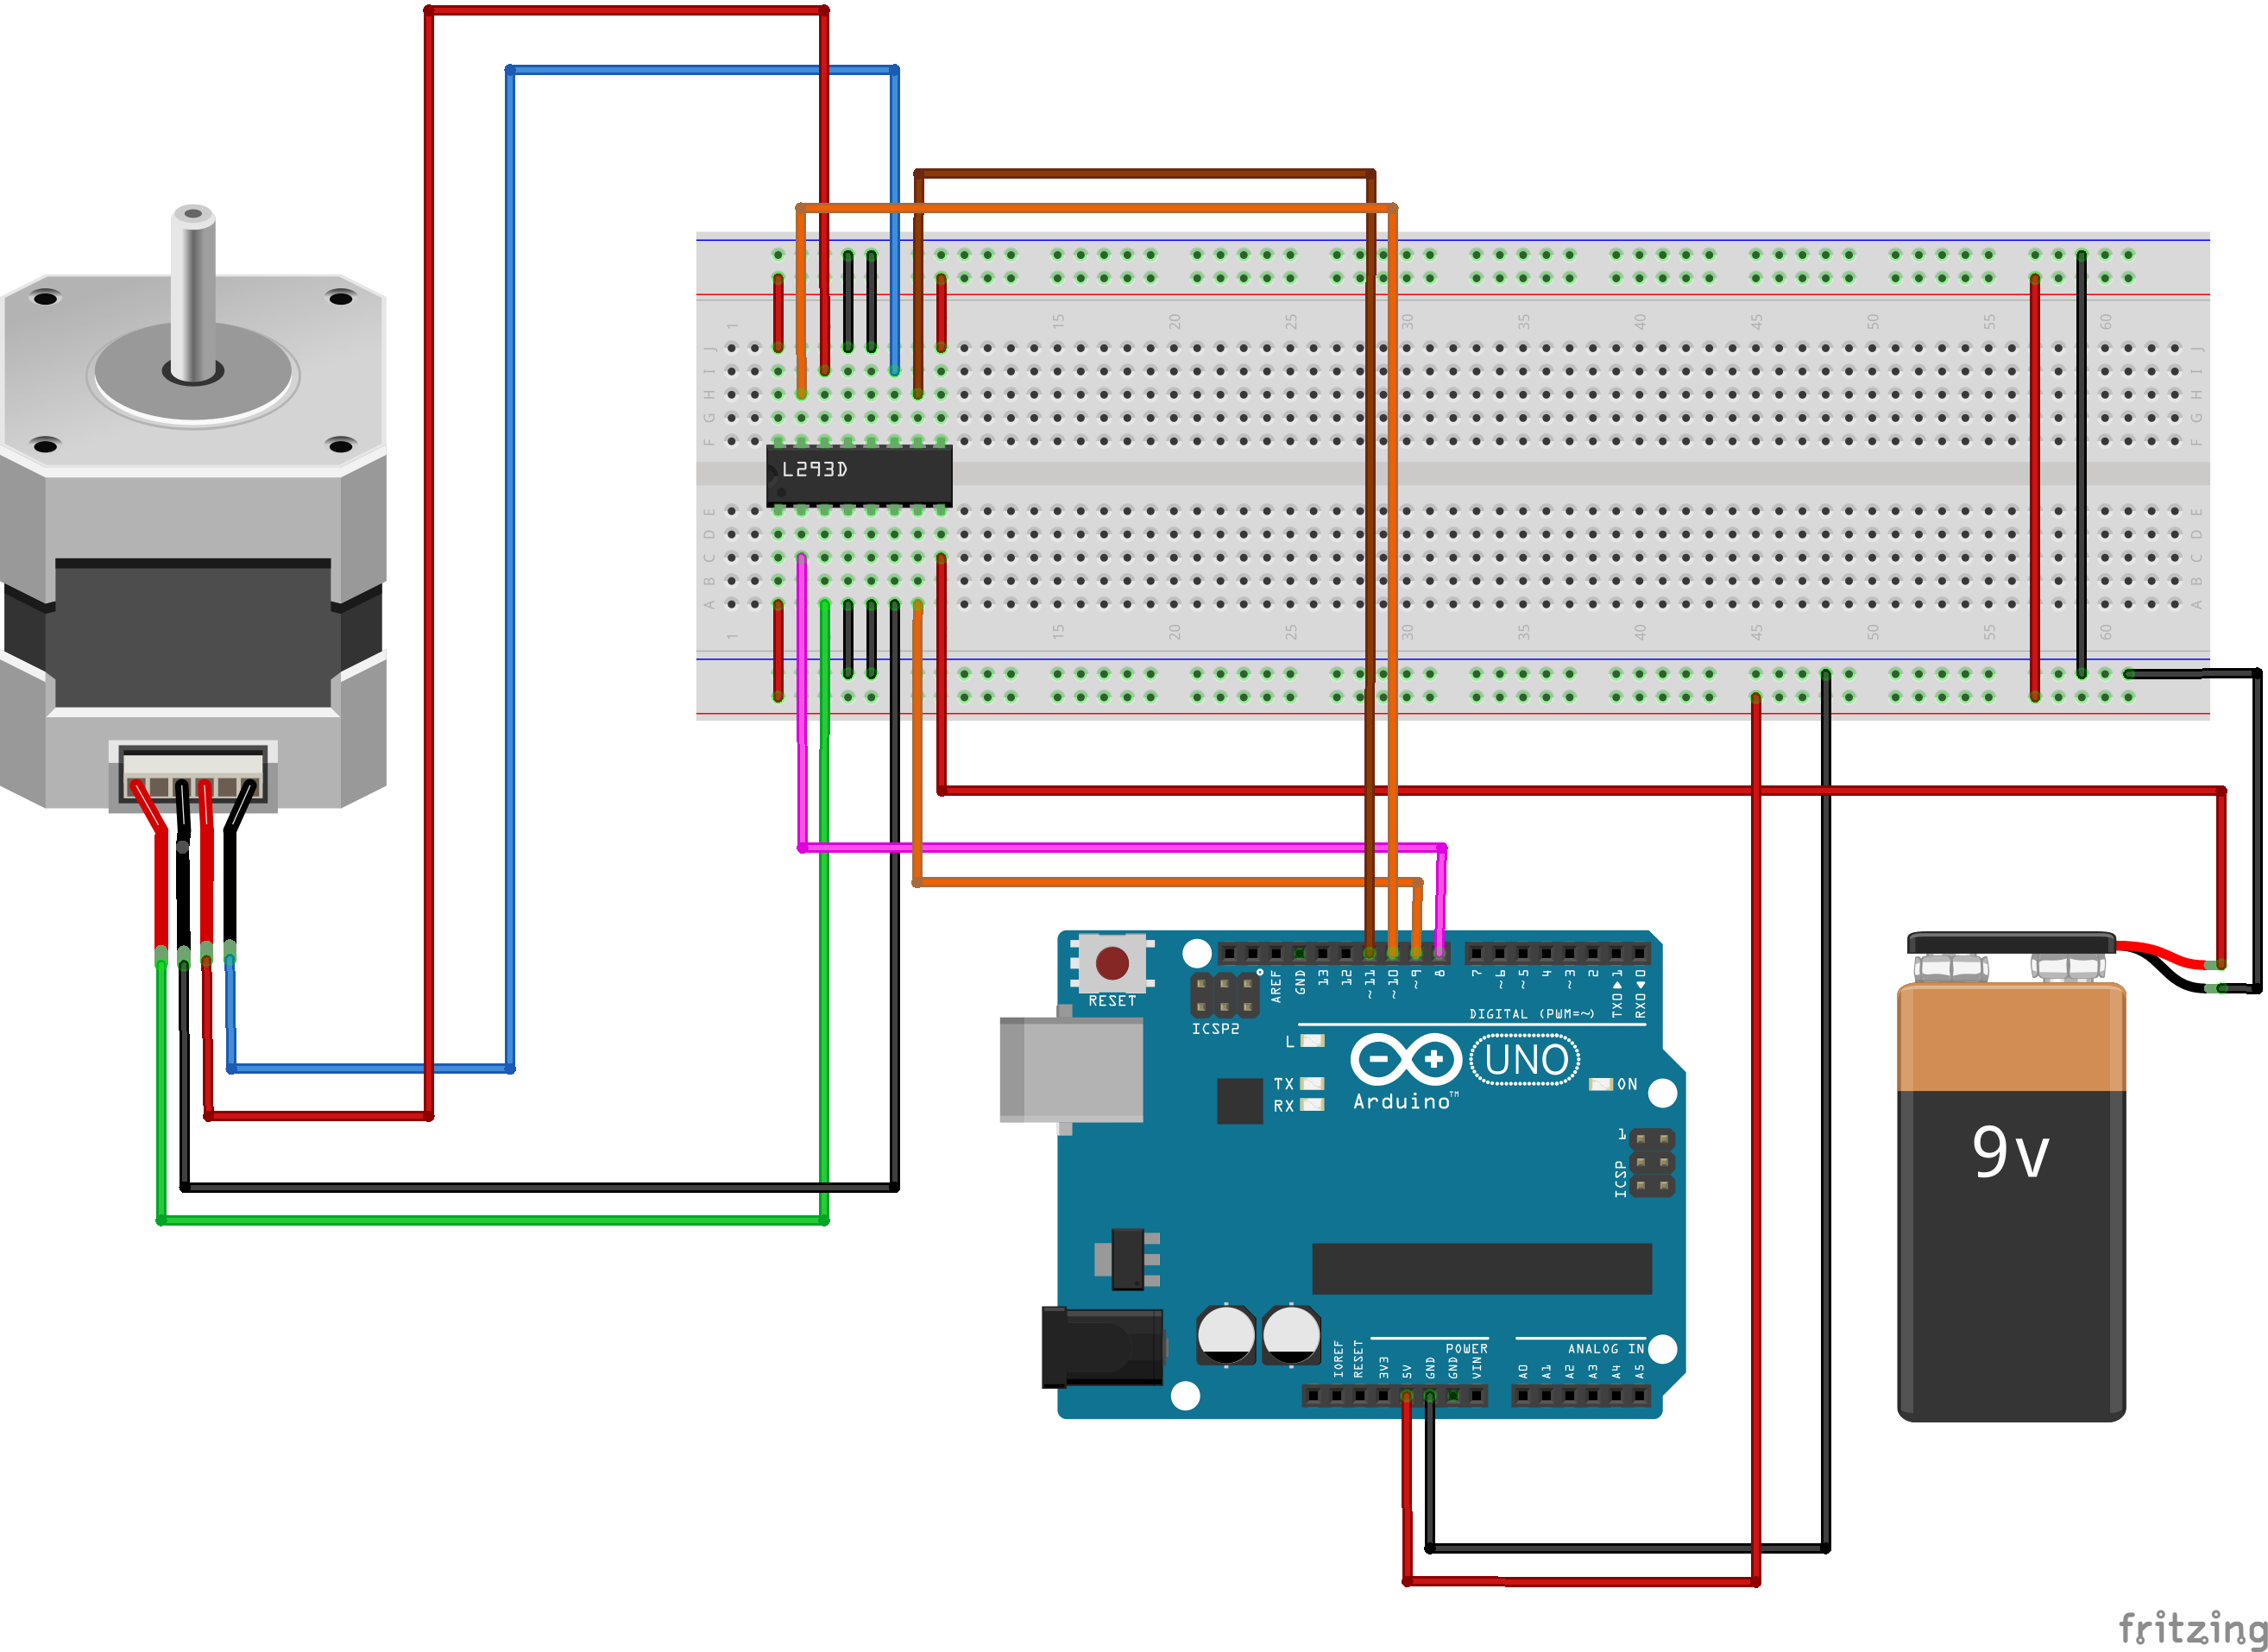 1 15 20 25 30 35 40 45 50 55 60
J J
I I
H H
G G
F F
L293D
E E
D D
C C
B B
A A
1 15 20 25 30 35 40 45 50 55 60
RESET
ICSP2
AREF GND 13 12 ~11 ~10 ~9 8 7 ~6 ~5 4 ~3 2 TX0▶1 RX0◀0
DIGITAL (PWM=~)
L
TX
RX
UNO
ON
Arduino™
1
ICSP
9v
POWER
ANALOG IN
IOREF RESET 3V3 5V GND GND VIN A0 A1 A2 A3 A4 A5
fritzing